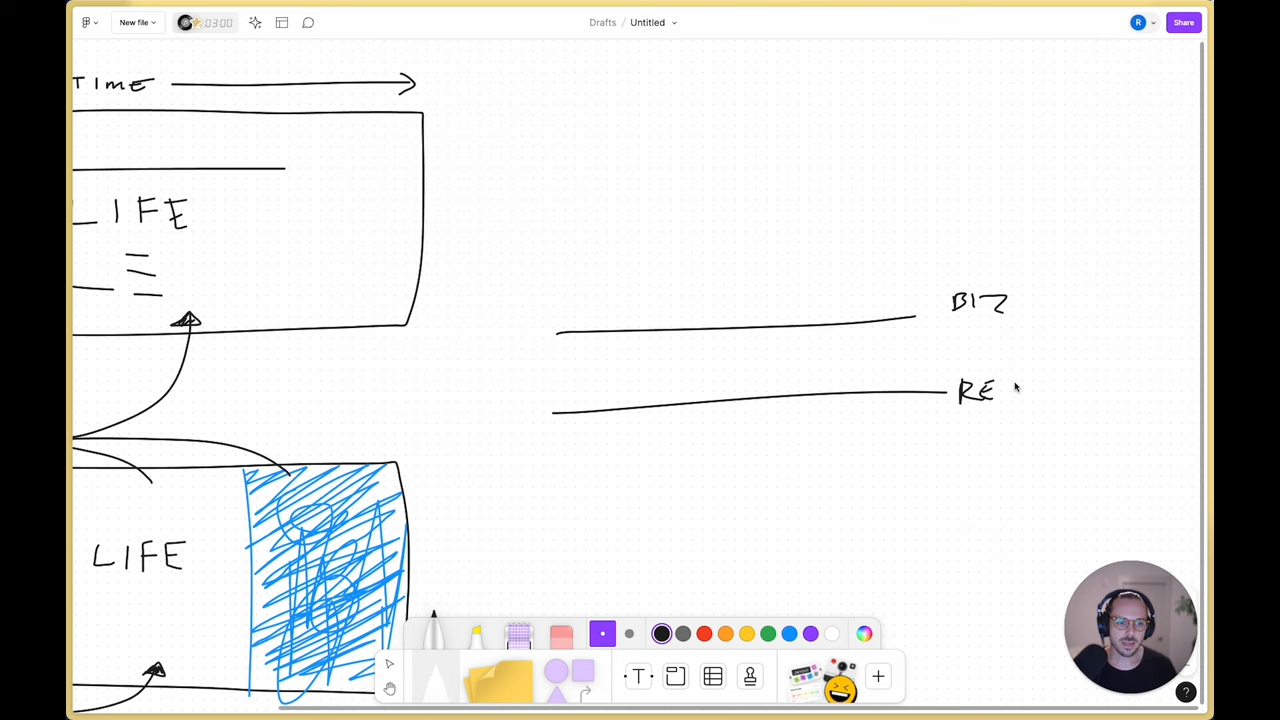 New file
03:00
Drafts / Untitled
R
Share
TIME
LIFE
BIZ
RE
LIFE
T
?